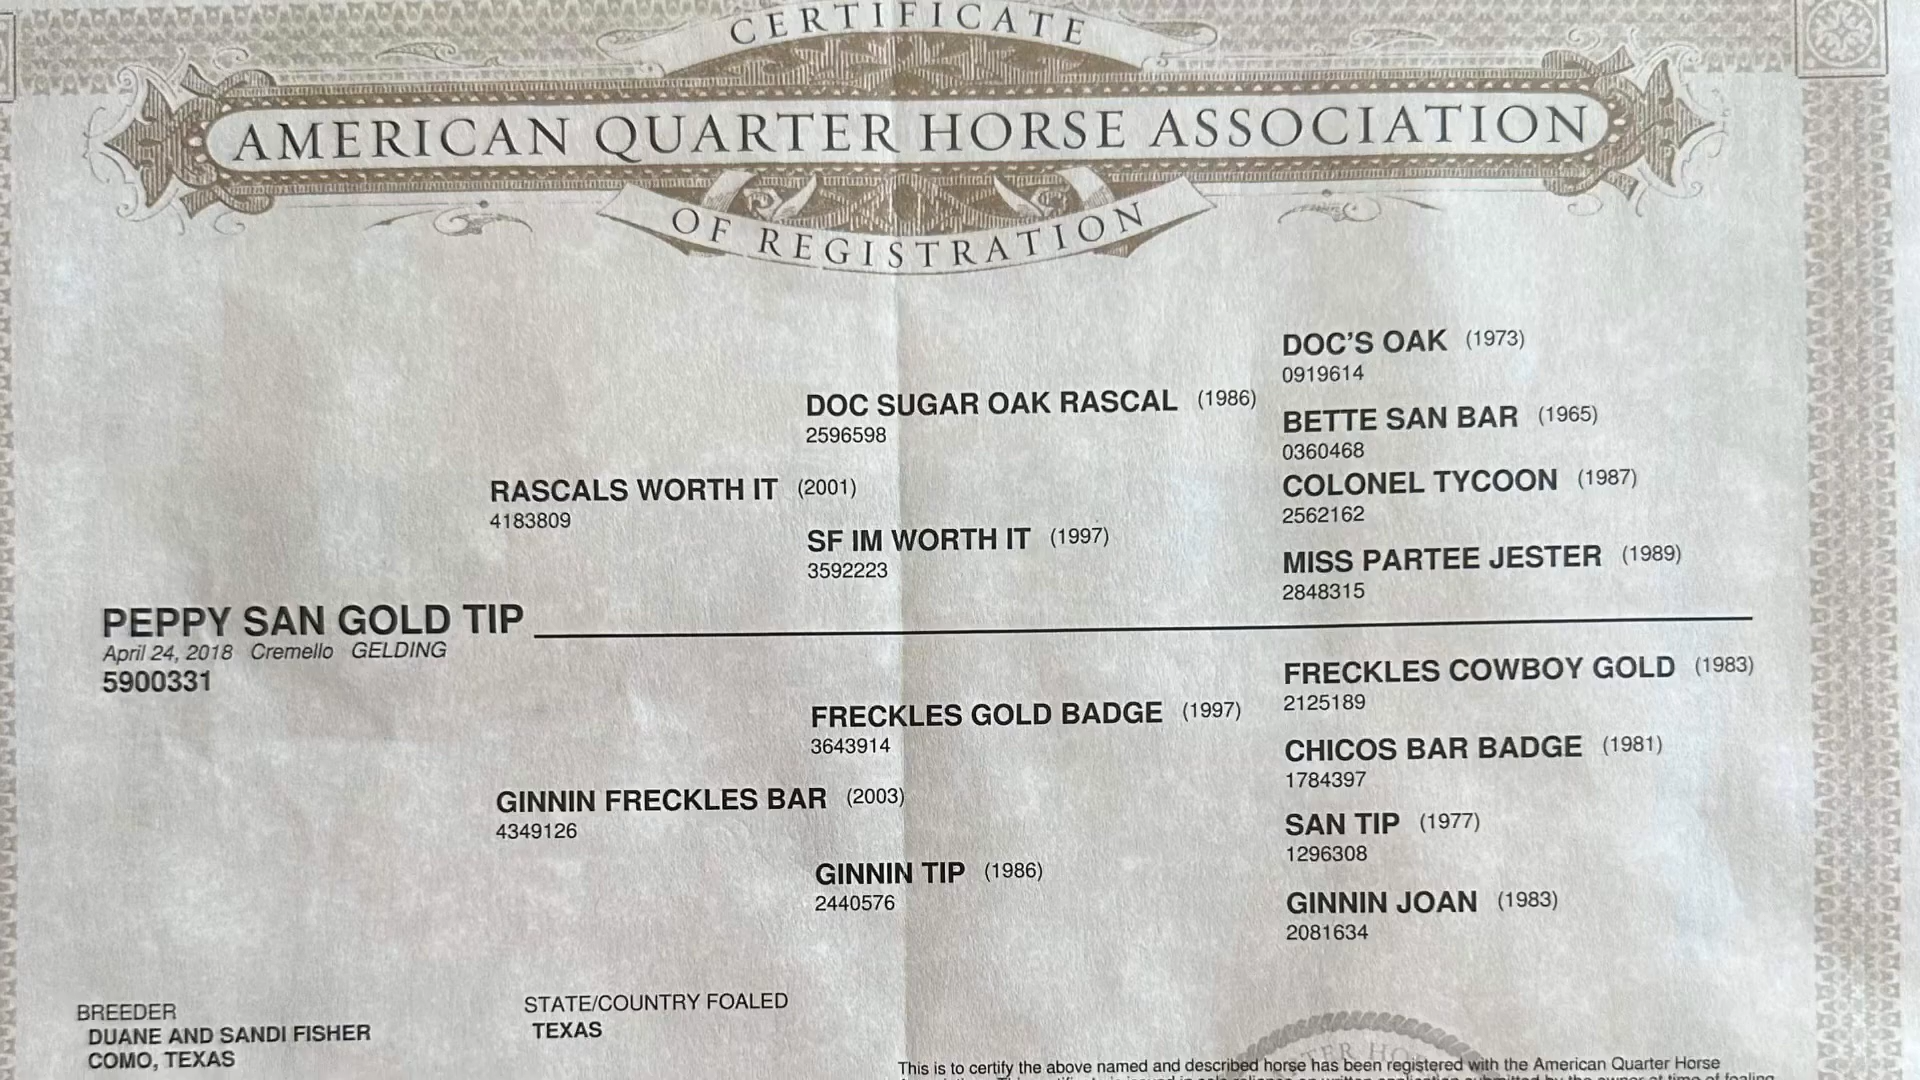 CERTIFICATE
AMERICAN QUARTER HORSE ASSOCIATION
OF REGISTRATION
DOC'S OAK (1973)
0919614
DOC SUGAR OAK RASCAL (1986)
2596598
BETTE SAN BAR (1965)
0360468
RASCALS WORTH IT (2001)
4183809
COLONEL TYCOON (1987)
2562162
SF IM WORTH IT (1997)
3592223
MISS PARTEE JESTER (1989)
2848315
PEPPY SAN GOLD TIP
April 24, 2018 Cremello GELDING
5900331
FRECKLES COWBOY GOLD (1983)
2125189
FRECKLES GOLD BADGE (1997)
3643914
CHICOS BAR BADGE (1981)
1784397
GINNIN FRECKLES BAR (2003)
4349126
SAN TIP (1977)
1296308
GINNIN TIP (1986)
2440576
GINNIN JOAN (1983)
2081634
BREEDER
DUANE AND SANDI FISHER
COMO, TEXAS
STATE/COUNTRY FOALED
TEXAS
This is to certify the above named and described horse has been registered with the American Quarter Horse